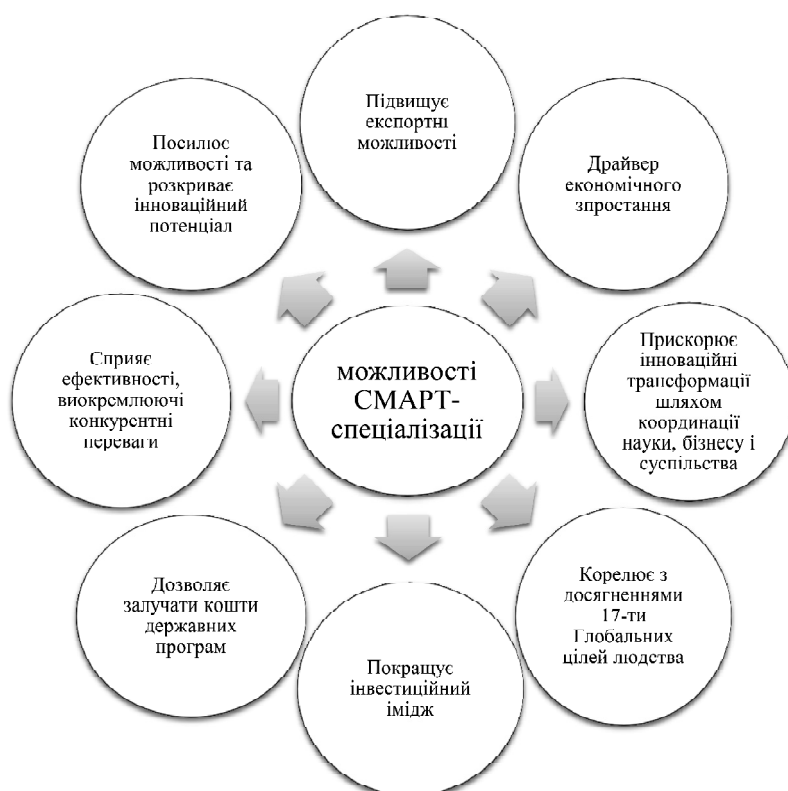 Підвищує
експортні
можливості
Драйвер
економічного
зпростання
Прискорює
інноваційні
трансформації
шляхом
координації
науки, бізнесу і
суспільства
Корелює з
досягненнями
17-ти
Глобальних
цілей людства
Покращує
інвестиційний
імідж
Дозволяє
залучати кошти
державних
програм
Сприяє
ефективності,
виокремлюючі
конкурентні
переваги
Посилює
можливості та
розкриває
інноваційний
потенціал
можливості
СМАРТ-
спеціалізації